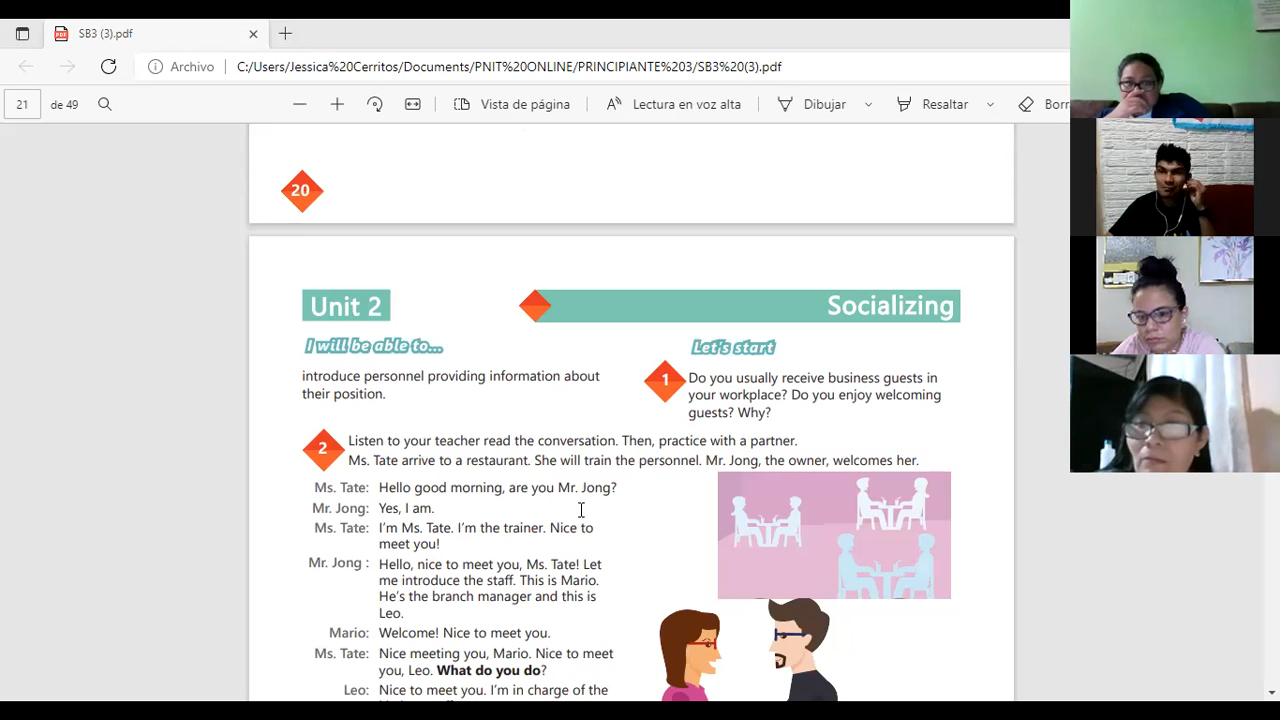 SB3 (3).pdf
Archivo
C:/Users/Jessica%20Cerritos/Documents/PNIT%20ONLINE/PRINCIPIANTE%203/SB3%20(3).pdf
21 de 49
Vista de página
Lectura en voz alta
Dibujar
Resaltar
Borr
20
Unit 2
Socializing
I will be able to...
introduce personnel providing information about
their position.
Let's start
1
Do you usually receive business guests in
your workplace? Do you enjoy welcoming
guests? Why?
2
Listen to your teacher read the conversation. Then, practice with a partner.
Ms. Tate arrive to a restaurant. She will train the personnel. Mr. Jong, the owner, welcomes her.
Ms. Tate: Hello good morning, are you Mr. Jong?
Mr. Jong: Yes, I am.
Ms. Tate: I'm Ms. Tate. I'm the trainer. Nice to
meet you!
Mr. Jong : Hello, nice to meet you, Ms. Tate! Let
me introduce the staff. This is Mario.
He's the branch manager and this is
Leo.
Mario: Welcome! Nice to meet you.
Ms. Tate: Nice meeting you, Mario. Nice to meet
you, Leo. What do you do?
Leo: Nice to meet you. I'm in charge of the